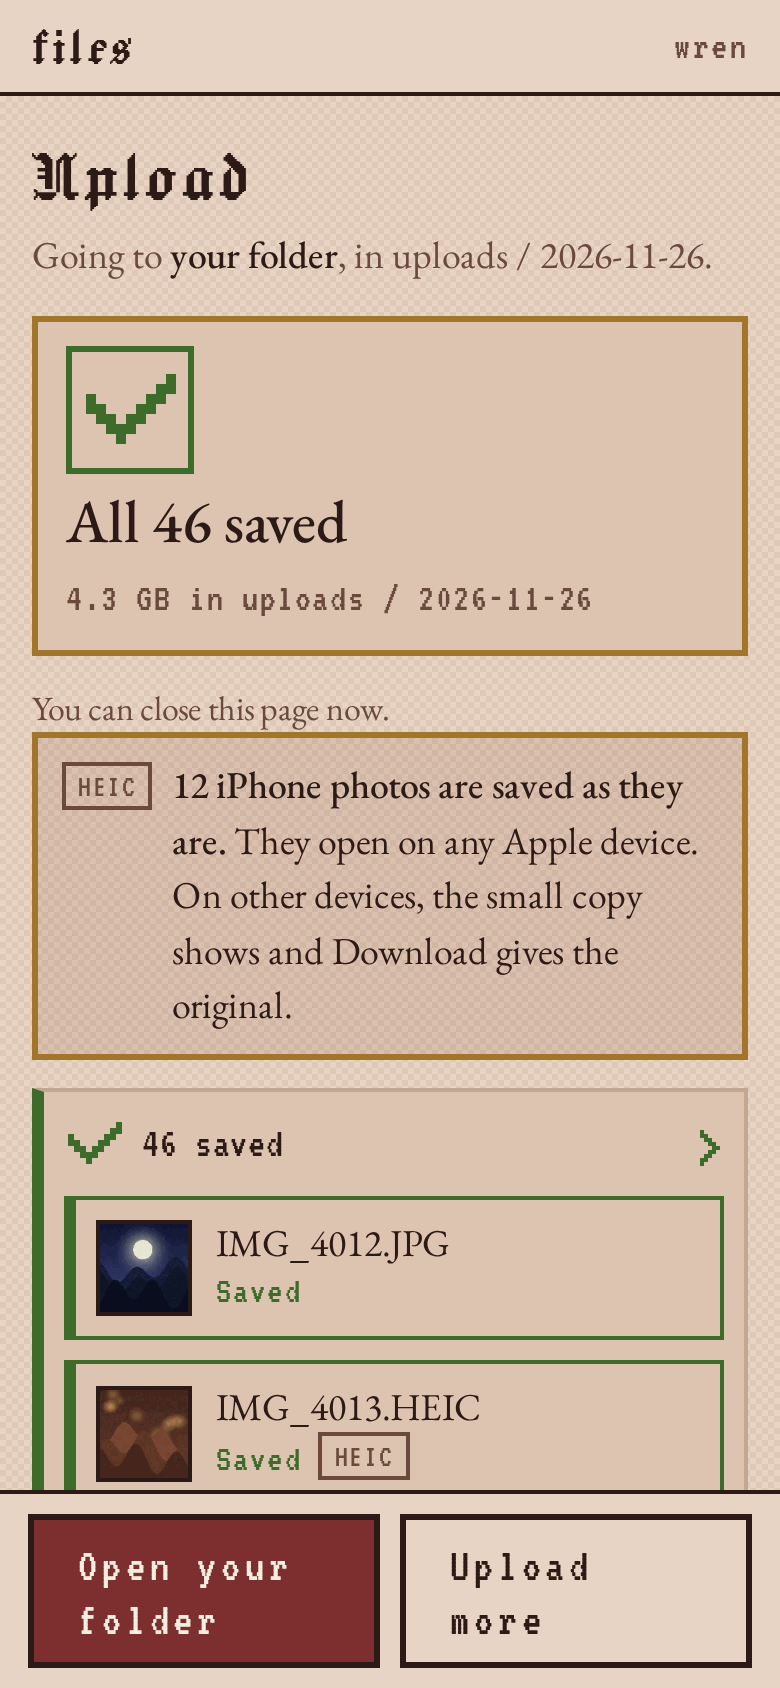 files
wren
Upload
Going to your folder, in uploads / 2026-11-26.
All 46 saved
4.3 GB in uploads / 2026-11-26
You can close this page now.
HEIC
12 iPhone photos are saved as they
are. They open on any Apple device.
On other devices, the small copy
shows and Download gives the
original.
46 saved
IMG_4012.JPG
Saved
IMG_4013.HEIC
Saved HEIC
Open your
folder
Upload
more